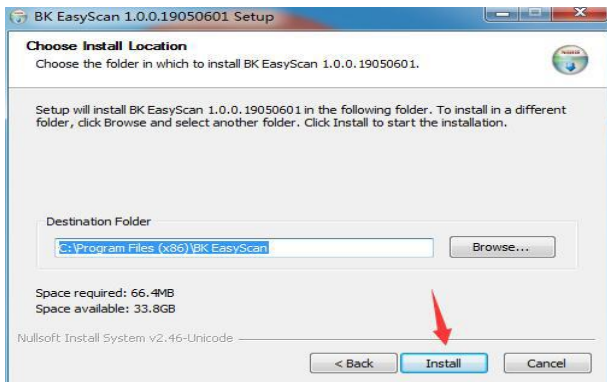 BK EasyScan 1.0.0.19050601 Setup
Choose Install Location
Choose the folder in which to install BK EasyScan 1.0.0.19050601.
Setup will install BK EasyScan 1.0.0.19050601 in the following folder. To install in a different
folder, click Browse and select another folder. Click Install to start the installation.
Destination Folder
C:\Program Files (x86)\BK EasyScan
Browse...
Space required: 66.4MB
Space available: 33.8GB
Nullsoft Install System v2.46-Unicode
< Back
Install
Cancel